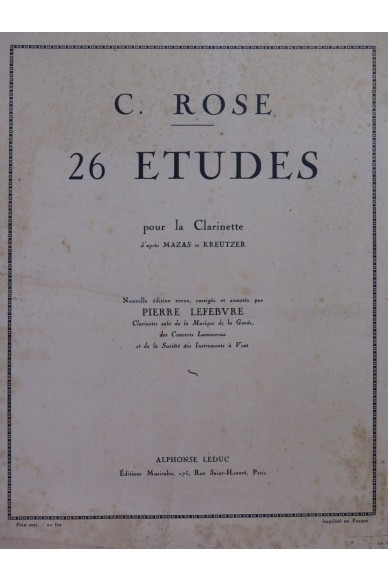 C. ROSE
26 ETUDES
pour la Clarinette
d'après MAZAS et KREUTZER
Nouvelle édition revue, corrigée et annotée par
PIERRE LEFEBVRE
Clarinette solo de la Musique de la Garde,
des Concerts Lamoureux
et de la Société des Instruments à Vent
ALPHONSE LEDUC
Éditions Musicales, 175, Rue Saint-Honoré, Paris
Imprimé en France